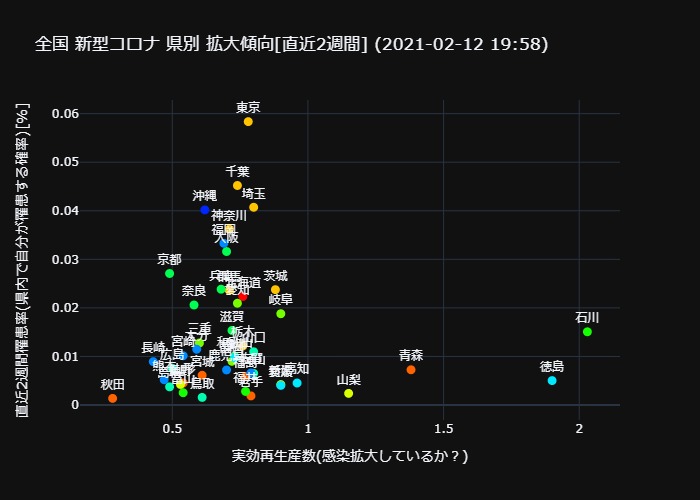 全国 新型コロナ 県別 拡大傾向[直近2週間] (2021-02-12 19:58)
直近2週間罹患率(県内で自分が罹患する確率)[%]
0.06
0.05
0.04
0.03
0.02
0.01
0
東京
千葉
埼玉
沖縄
神奈川
福岡
大阪
京都
兵庫
茨城
愛知
奈良
岐阜
滋賀
石川
栃木
三重
大分
宮崎
長崎
広島
宮城
青森
徳島
高知
山梨
岩手
鳥取
秋田
0.5
1
1.5
2
実効再生産数(感染拡大しているか？)